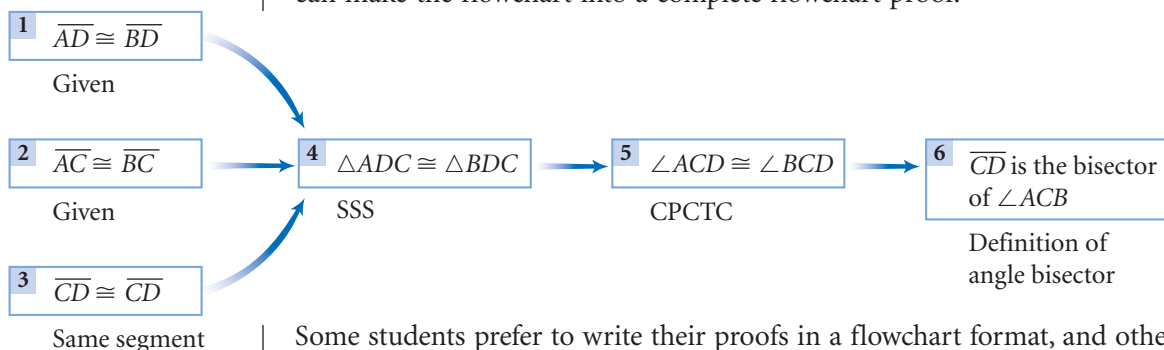 can make the flowchart into a complete flowchart proof.
1 AD ≅ BD
Given
2 AC ≅ BC
Given
3 CD ≅ CD
Same segment
4 △ADC ≅ △BDC
SSS
5 ∠ACD ≅ ∠BCD
CPCTC
6 CD is the bisector
of ∠ACB
Definition of
angle bisector
Some students prefer to write their proofs in a flowchart format, and othe